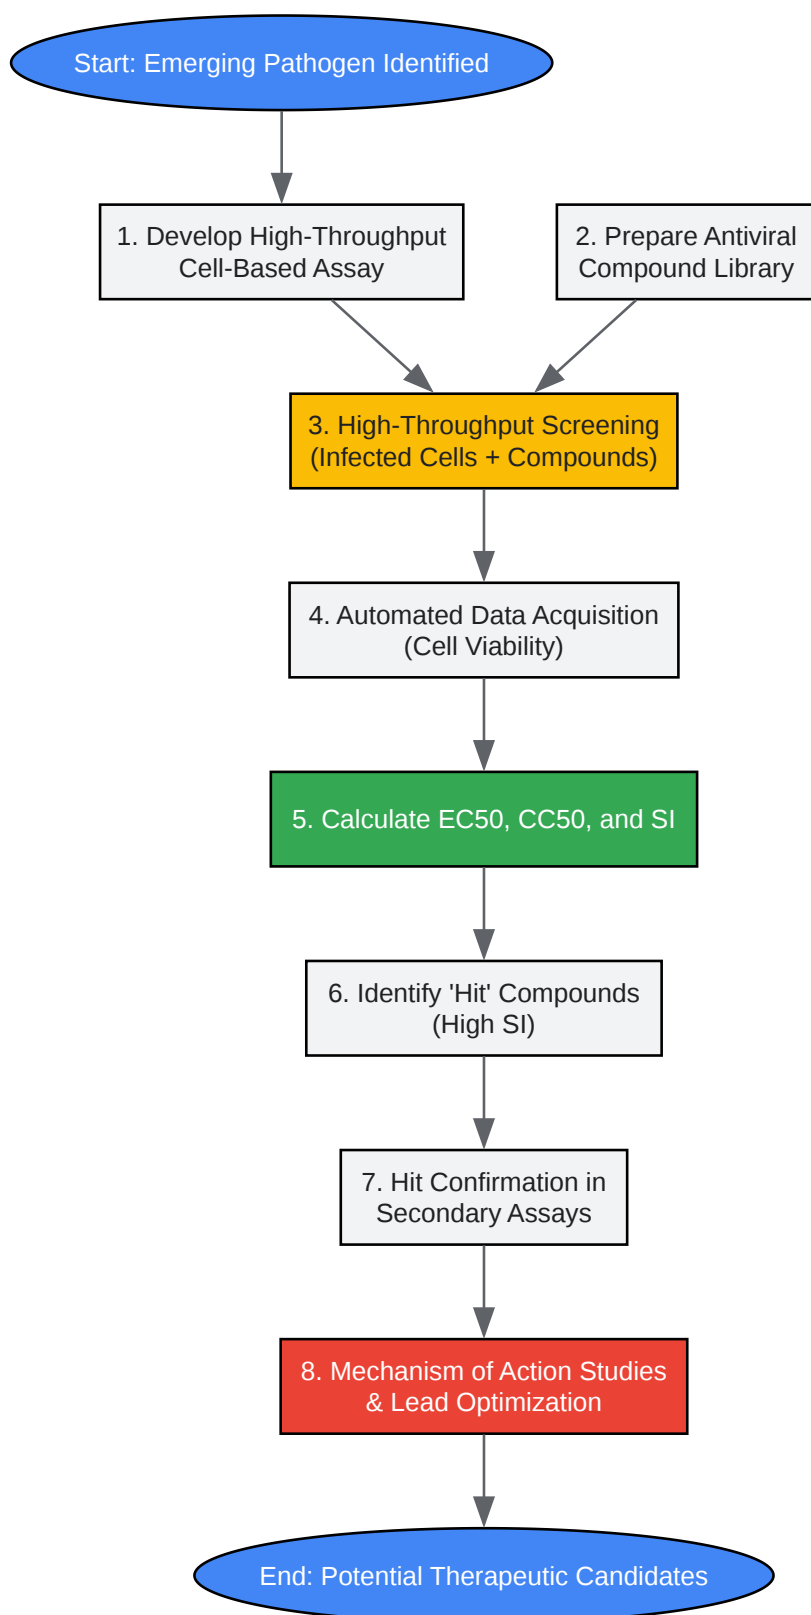 Start: Emerging Pathogen Identified
1. Develop High-Throughput
Cell-Based Assay
2. Prepare Antiviral
Compound Library
3. High-Throughput Screening
(Infected Cells + Compounds)
4. Automated Data Acquisition
(Cell Viability)
5. Calculate EC50, CC50, and SI
6. Identify 'Hit' Compounds
(High SI)
7. Hit Confirmation in
Secondary Assays
8. Mechanism of Action Studies
& Lead Optimization
End: Potential Therapeutic Candidates